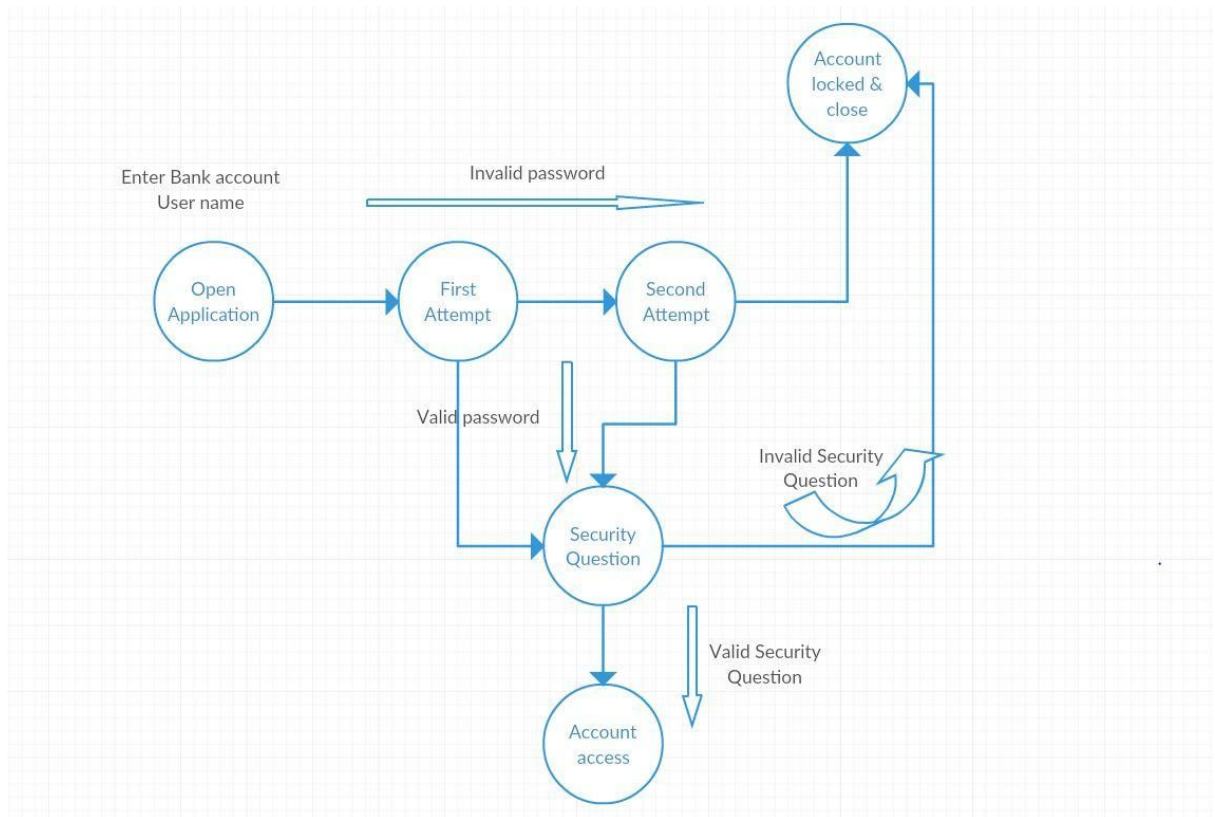 Account
locked &
close
Enter Bank account
User name
Invalid password
Open
Application
First
Attempt
Second
Attempt
Valid password
Invalid Security
Question
Security
Question
Valid Security
Question
Account
access